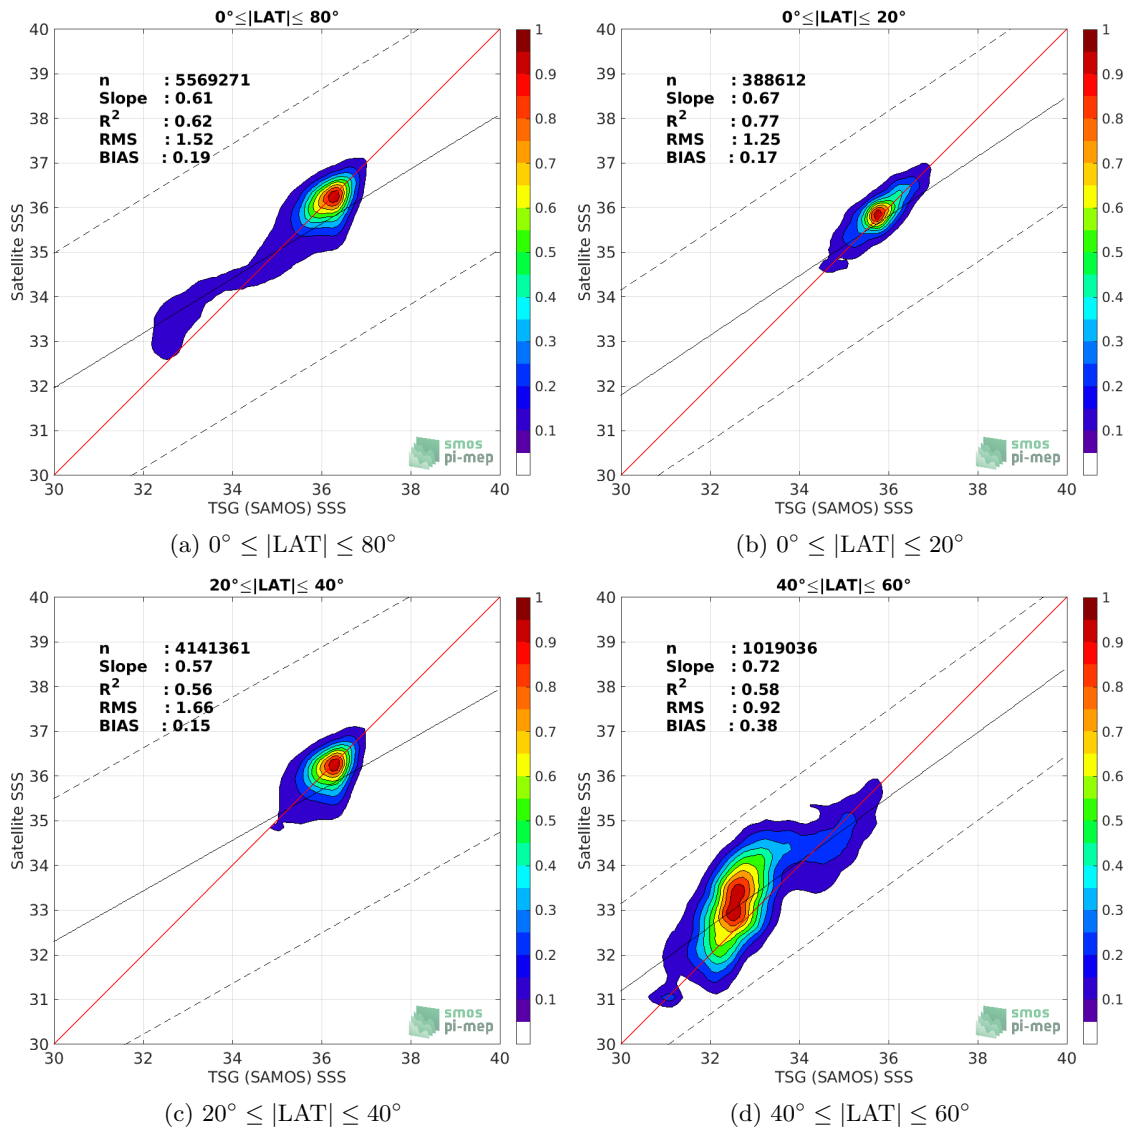 0°≤|LAT|≤ 80°
n : 5569271
Slope : 0.61
R2 : 0.62
RMS : 1.52
BIAS : 0.19
40
39
38
37
36
35
34
33
32
31
30
Satellite SSS
30 32 34 36 38 40
TSG (SAMOS) SSS
1
0.9
0.8
0.7
0.6
0.5
0.4
0.3
0.2
0.1
smos
pi-mep
(a) 0° ≤ |LAT| ≤ 80°
0°≤|LAT|≤ 20°
n : 388612
Slope : 0.67
R2 : 0.77
RMS : 1.25
BIAS : 0.17
40
39
38
37
36
35
34
33
32
31
30
Satellite SSS
30 32 34 36 38 40
TSG (SAMOS) SSS
1
0.9
0.8
0.7
0.6
0.5
0.4
0.3
0.2
0.1
smos
pi-mep
(b) 0° ≤ |LAT| ≤ 20°
20°≤|LAT|≤ 40°
n : 4141361
Slope : 0.57
R2 : 0.56
RMS : 1.66
BIAS : 0.15
40
39
38
37
36
35
34
33
32
31
30
Satellite SSS
30 32 34 36 38 40
TSG (SAMOS) SSS
1
0.9
0.8
0.7
0.6
0.5
0.4
0.3
0.2
0.1
smos
pi-mep
(c) 20° ≤ |LAT| ≤ 40°
40°≤|LAT|≤ 60°
n : 1019036
Slope : 0.72
R2 : 0.58
RMS : 0.92
BIAS : 0.38
40
39
38
37
36
35
34
33
32
31
30
Satellite SSS
30 32 34 36 38 40
TSG (SAMOS) SSS
1
0.9
0.8
0.7
0.6
0.5
0.4
0.3
0.2
0.1
smos
pi-mep
(d) 40° ≤ |LAT| ≤ 60°